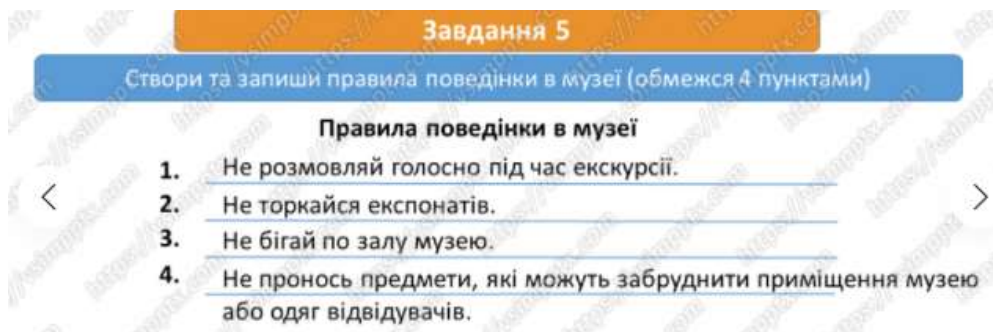 Завдання 5
Створи та запиши правила поведінки в музеї (обмежся 4 пунктами)
Правила поведінки в музеї
1. Не розмовляй голосно під час екскурсії.
2. Не торкайся експонатів.
3. Не бігай по залу музею.
4. Не пронось предмети, які можуть забруднити приміщення музею
або одяг відвідувачів.